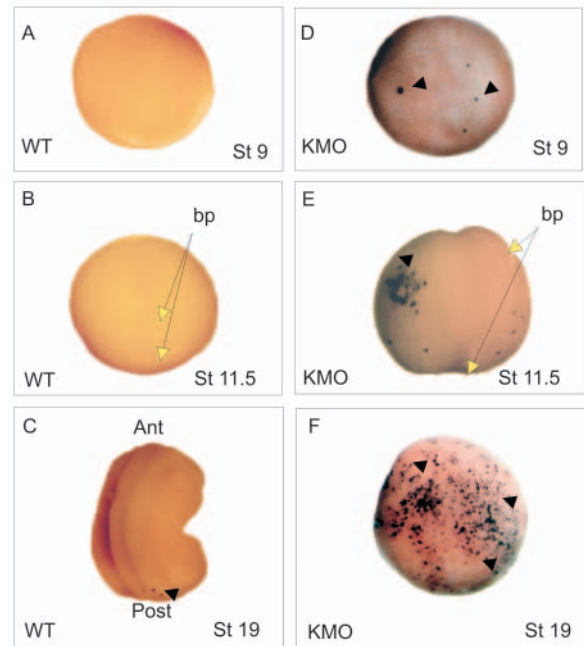 A
WT
St 9
D
KMO
St 9
B
bp
WT
St 11.5
E
bp
KMO
St 11.5
C
Ant
Post
WT
St 19
F
KMO
St 19